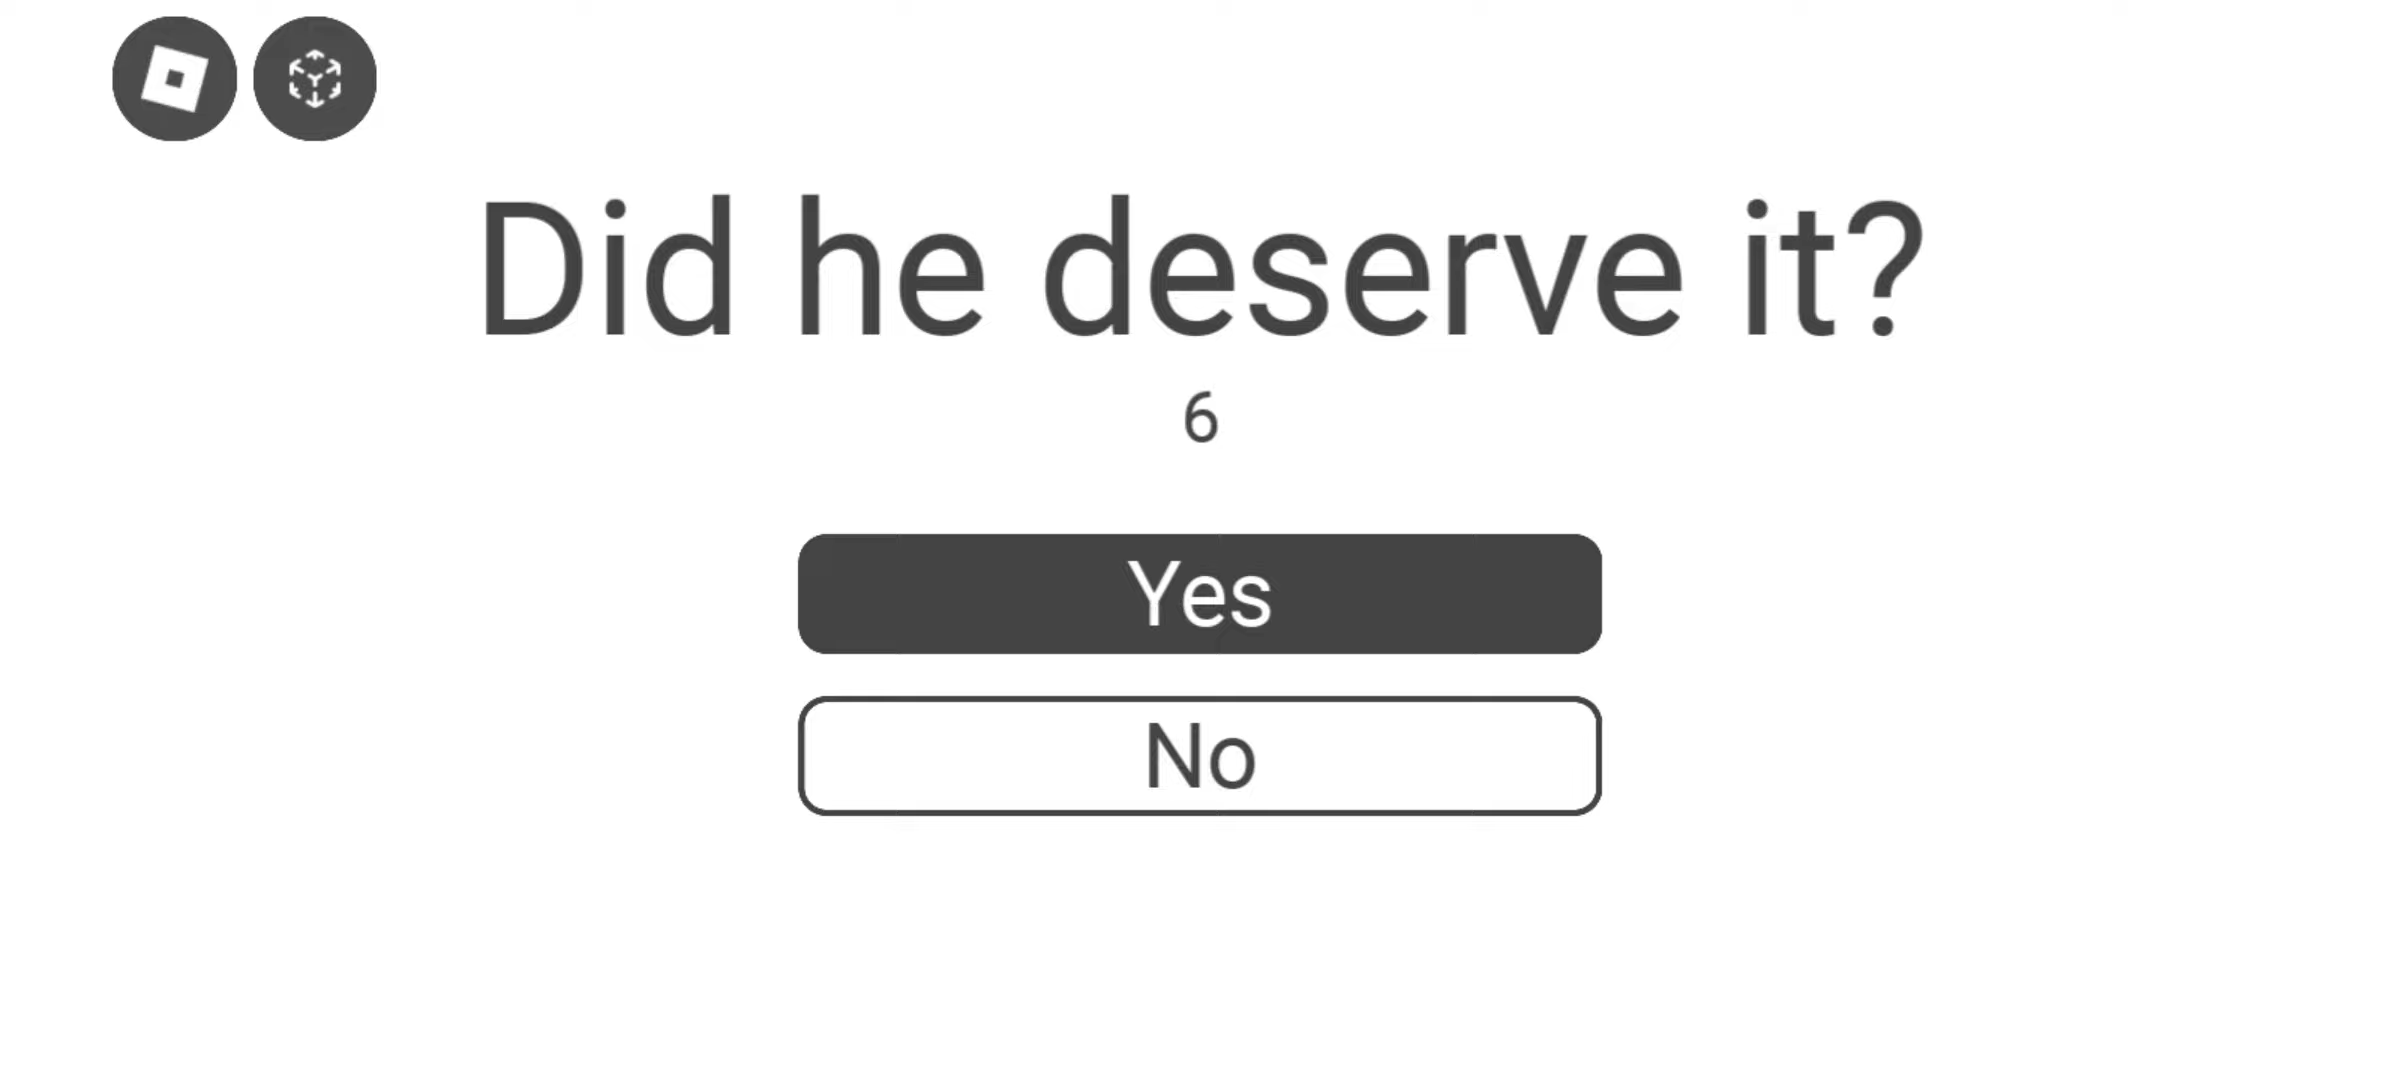 Did he deserve it?
6
Yes
No